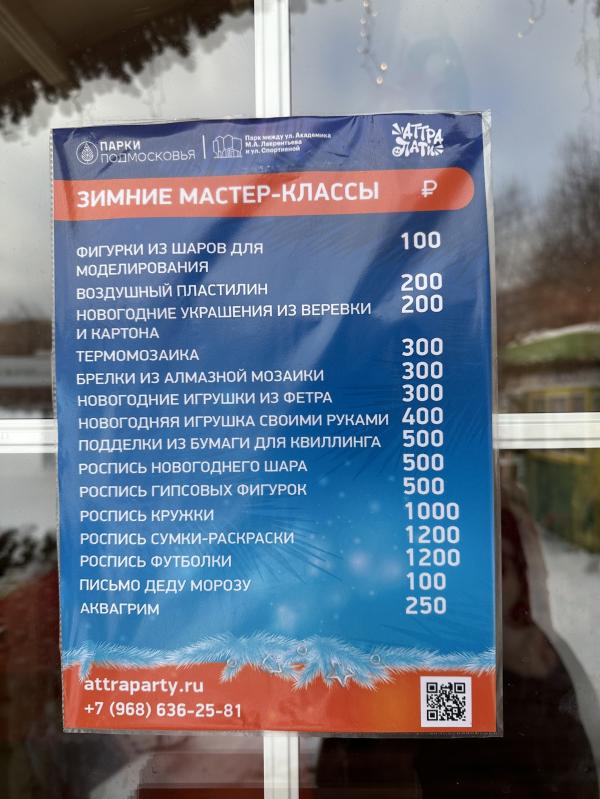 ПАРКИ
ПОДМОСКОВЬЯ
Парк между ул. Академика
М.А. Лаврентьева
и ул. Спортивной
АТТРА
ПАТИ
ЗИМНИЕ МАСТЕР-КЛАССЫ ₽
ФИГУРКИ ИЗ ШАРОВ ДЛЯ 100
МОДЕЛИРОВАНИЯ
ВОЗДУШНЫЙ ПЛАСТИЛИН 200
НОВОГОДНИЕ УКРАШЕНИЯ ИЗ ВЕРЕВКИ 200
И КАРТОНА
ТЕРМОМОЗАИКА 300
БРЕЛКИ ИЗ АЛМАЗНОЙ МОЗАИКИ 300
НОВОГОДНИЕ ИГРУШКИ ИЗ ФЕТРА 300
НОВОГОДНЯЯ ИГРУШКА СВОИМИ РУКАМИ 400
ПОДДЕЛКИ ИЗ БУМАГИ ДЛЯ КВИЛЛИНГА 500
РОСПИСЬ НОВОГОДНЕГО ШАРА 500
РОСПИСЬ ГИПСОВЫХ ФИГУРОК 500
РОСПИСЬ КРУЖКИ 1000
РОСПИСЬ СУМКИ-РАСКРАСКИ 1200
РОСПИСЬ ФУТБОЛКИ 1200
ПИСЬМО ДЕДУ МОРОЗУ 100
АКВАГРИМ 250
attraparty.ru
+7 (968) 636-25-81